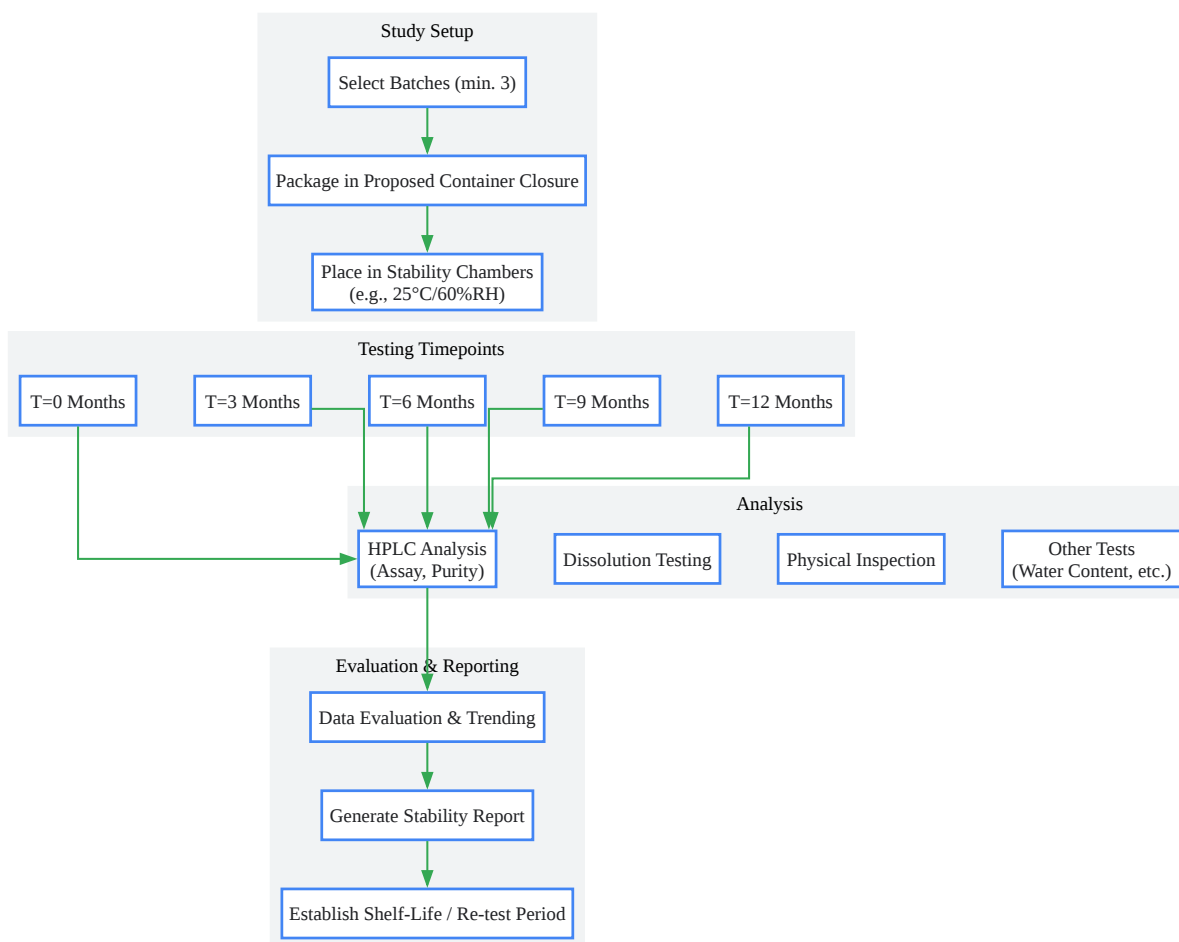 Study Setup
Select Batches (min. 3)
Package in Proposed Container Closure
Place in Stability Chambers
(e.g., 25°C/60%RH)
Testing Timepoints
T=0 Months
T=3 Months
T=6 Months
T=9 Months
T=12 Months
Analysis
HPLC Analysis
(Assay, Purity)
Dissolution Testing
Physical Inspection
Other Tests
(Water Content, etc.)
Evaluation & Reporting
Data Evaluation & Trending
Generate Stability Report
Establish Shelf-Life / Re-test Period